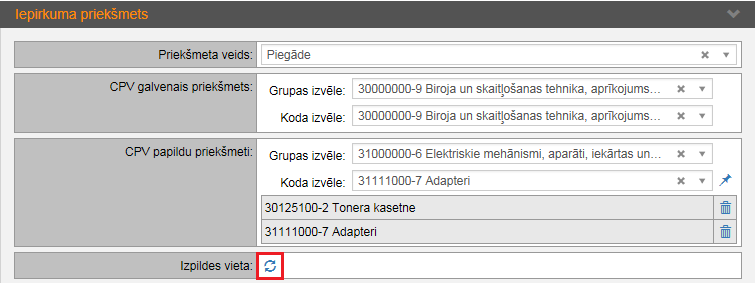 Iepirkuma priekšmets
Priekšmeta veids: Piegāde
CPV galvenais priekšmets: Grupas izvēle: 30000000-9 Biroja un skaitļošanas tehnika, aprīkojums...
Koda izvēle: 30000000-9 Biroja un skaitļošanas tehnika, aprīkojums...
CPV papildu priekšmeti: Grupas izvēle: 31000000-6 Elektriskie mehānismi, aparāti, iekārtas un...
Koda izvēle: 31111000-7 Adapteri
30125100-2 Tonera kasetne
31111000-7 Adapteri
Izpildes vieta: